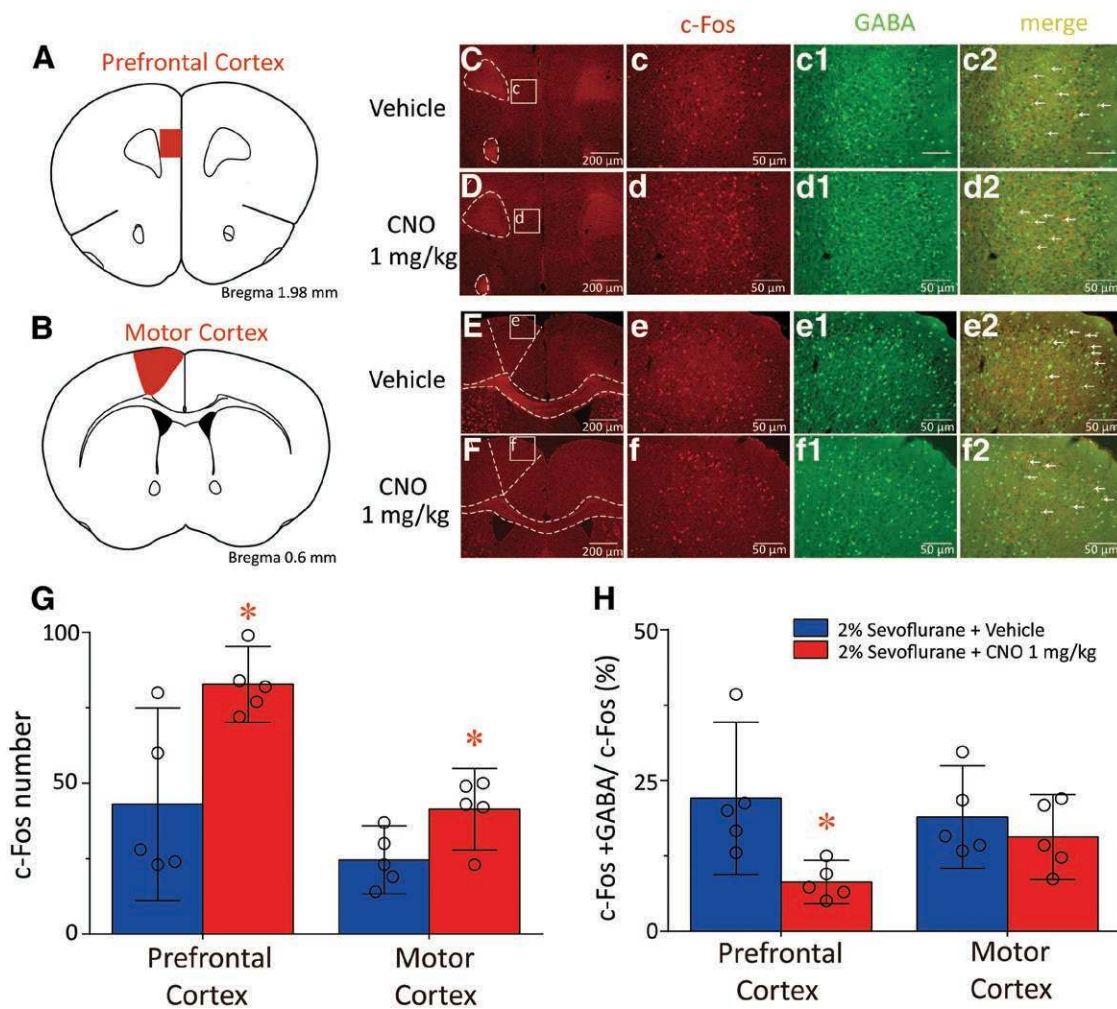 A
Prefrontal Cortex
Bregma 1.98 mm
B
Motor Cortex
Bregma 0.6 mm
c-Fos
GABA
merge
Vehicle
C
c
200 µm
c
50 µm
c1
c2
CNO
1 mg/kg
D
d
200 µm
d
50 µm
d1
50 µm
d2
50 µm
Vehicle
E
e
200 µm
e
50 µm
e1
50 µm
e2
50 µm
CNO
1 mg/kg
F
f
200 µm
f
50 µm
f1
50 µm
f2
50 µm
G
c-Fos number
100
50
0
*
*
Prefrontal
Cortex
Motor
Cortex
H
c-Fos +GABA/ c-Fos (%)
50
25
0
2% Sevoflurane + Vehicle
2% Sevoflurane + CNO 1 mg/kg
*
Prefrontal
Cortex
Motor
Cortex